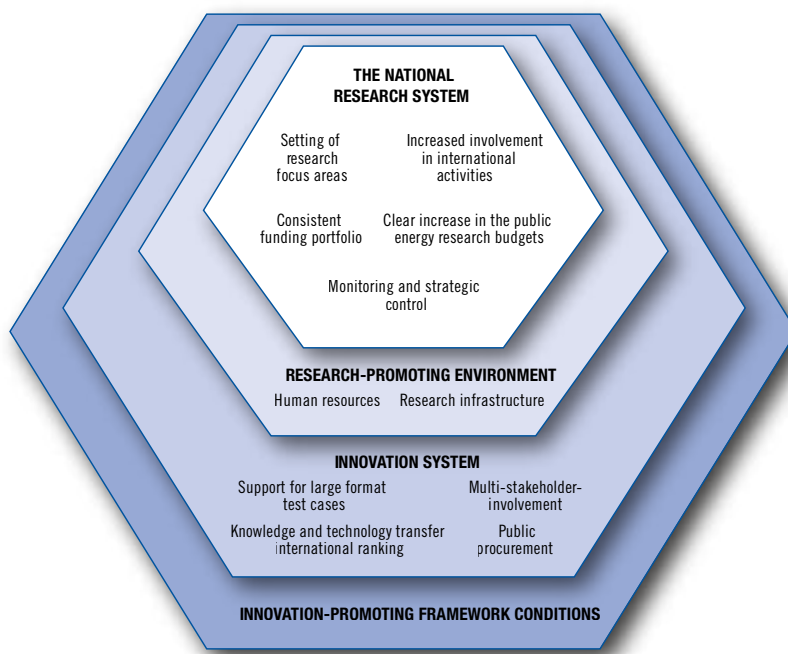 THE NATIONAL
RESEARCH SYSTEM
Setting of
research
focus areas
Increased involvement
in international
activities
Consistent
funding portfolio
Clear increase in the public
energy research budgets
Monitoring and strategic
control
RESEARCH-PROMOTING ENVIRONMENT
Human resources
Research infrastructure
INNOVATION SYSTEM
Support for large format
test cases
Multi-stakeholder-
involvement
Knowledge and technology transfer
international ranking
Public
procurement
INNOVATION-PROMOTING FRAMEWORK CONDITIONS